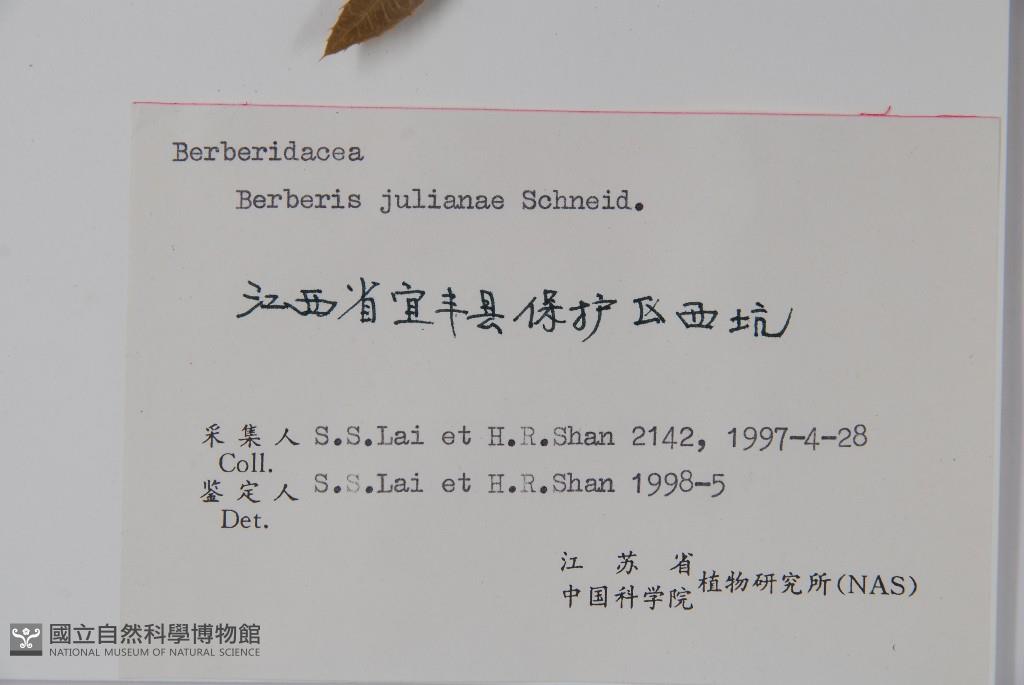 Berberidacea
Berberis julianae Schneid.
江西省宜丰县保护区西坑
采集人 S.S.Lai et H.R.Shan 2142, 1997-4-28
Coll.
鉴定人 S.S.Lai et H.R.Shan 1998-5
Det.
江苏省
中国科学院植物研究所(NAS)
國立自然科學博物館
NATIONAL MUSEUM OF NATURAL SCIENCE